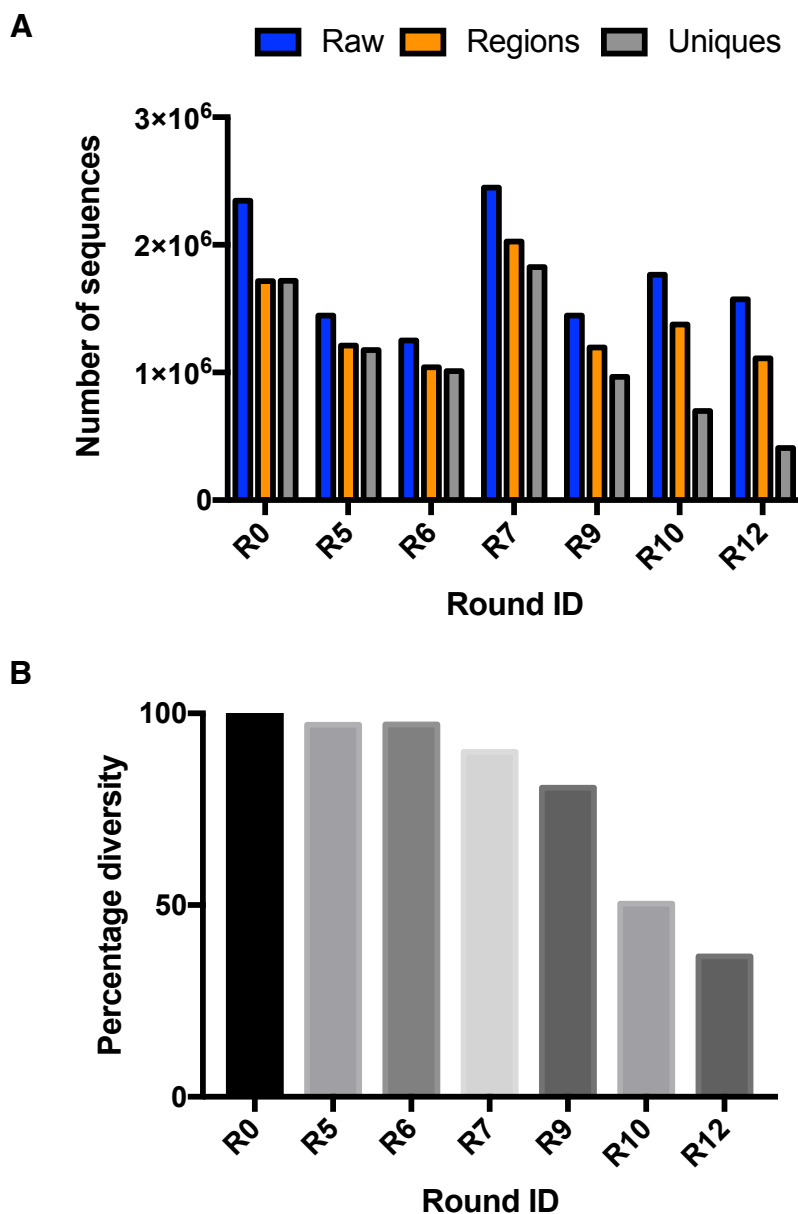 A
Raw Regions Uniques
Number of sequences
3×10⁶
2×10⁶
1×10⁶
0
R0 R5 R6 R7 R9 R10 R12
Round ID
B
Percentage diversity
100
50
0
R0 R5 R6 R7 R9 R10 R12
Round ID